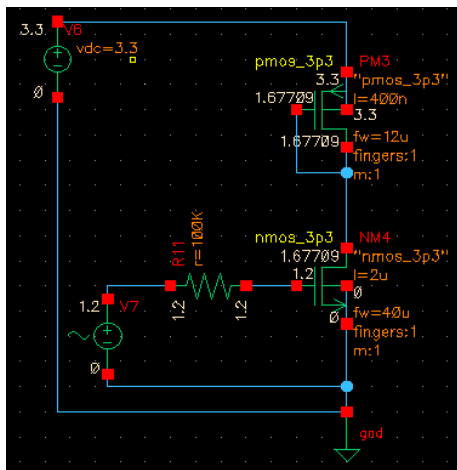 3.3 V6
vdc=3.3
0
pmos_3p3 PM3
3.3 "pmos_3p3"
1.67709 l=400n
3.3
1.67709 fw=12u
fingers:1
m:1
nmos_3p3 NM4
1.67709 "nmos_3p3"
R11
r=100K
1.2 l=2u
0
1.2
1.2
0 fw=40u
fingers:1
m:1
1.2 V7
0
gnd